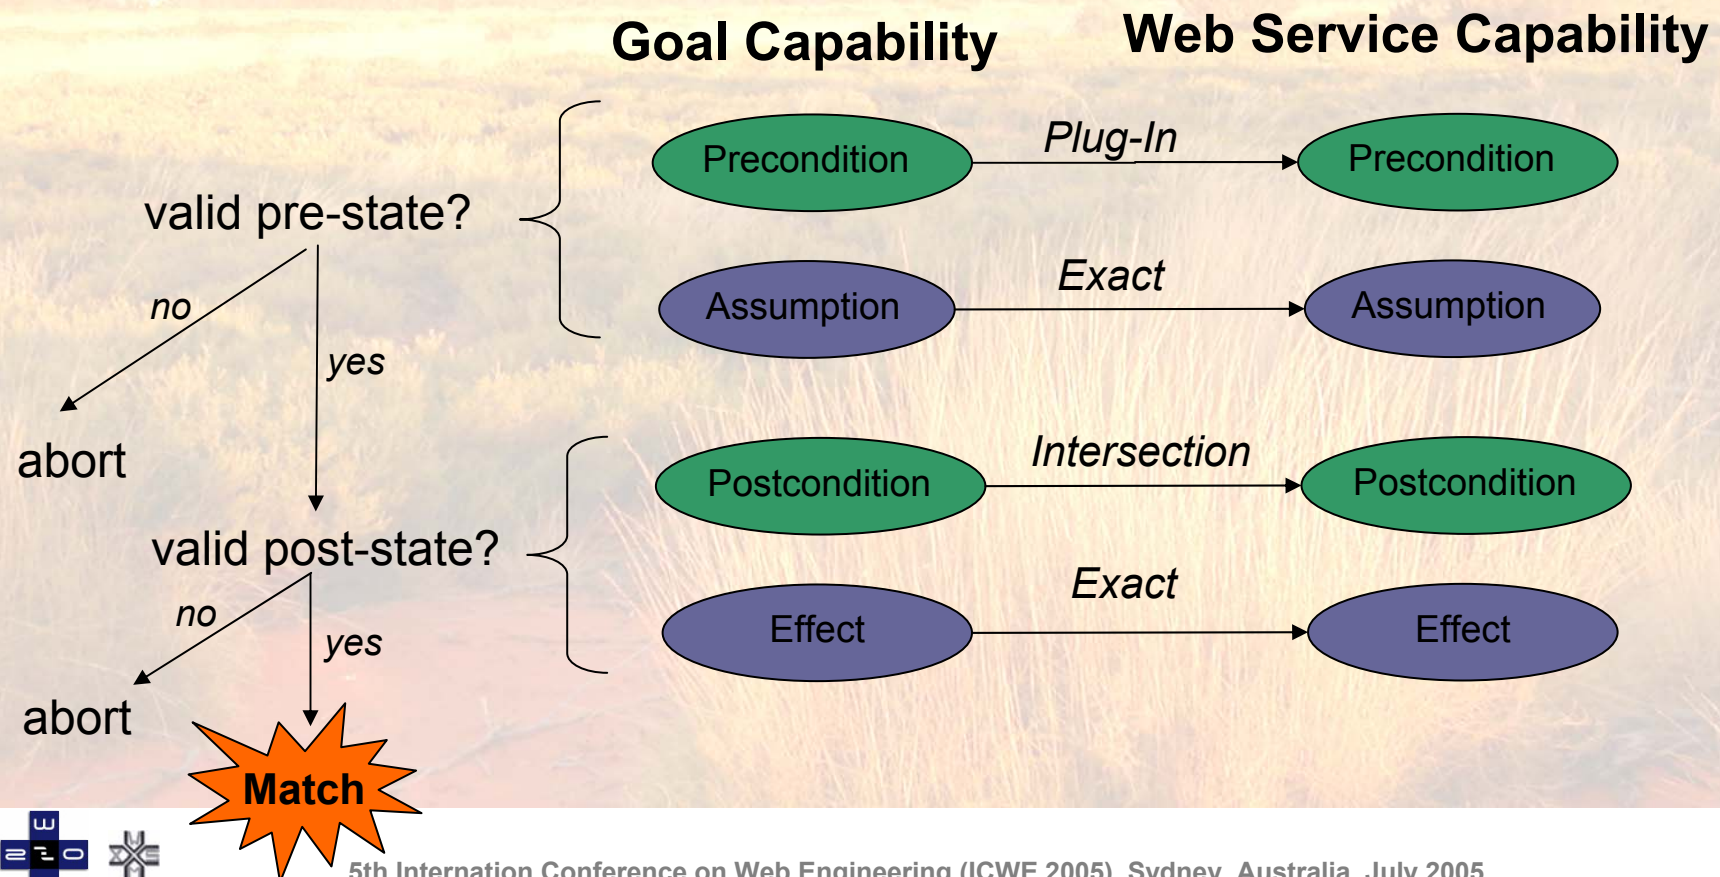 Goal Capability
Web Service Capability
Precondition
Plug-In
Precondition
valid pre-state?
Assumption
Exact
Assumption
no
yes
abort
Postcondition
Intersection
Postcondition
valid post-state?
Effect
Exact
Effect
no
yes
abort
Match
5th Internation Conference on Web Engineering (ICWE 2005), Sydney, Australia, July 2005